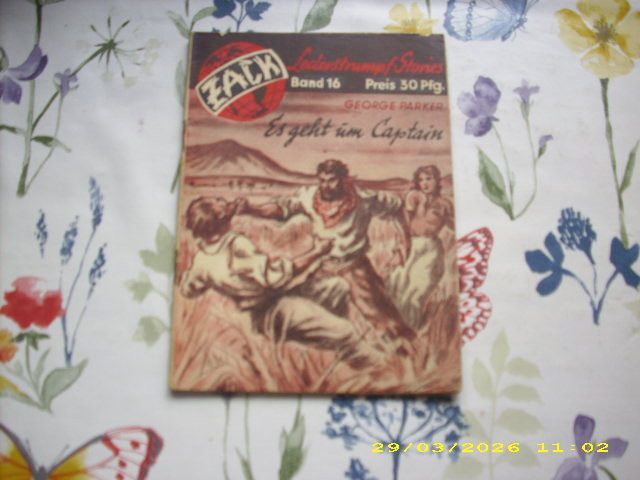 ZACK
Lederstrumpf-Stories
Band 16 Preis 30 Pfg.
GEORGE PARKER
Es geht um Captain
29/03/2026 11:02